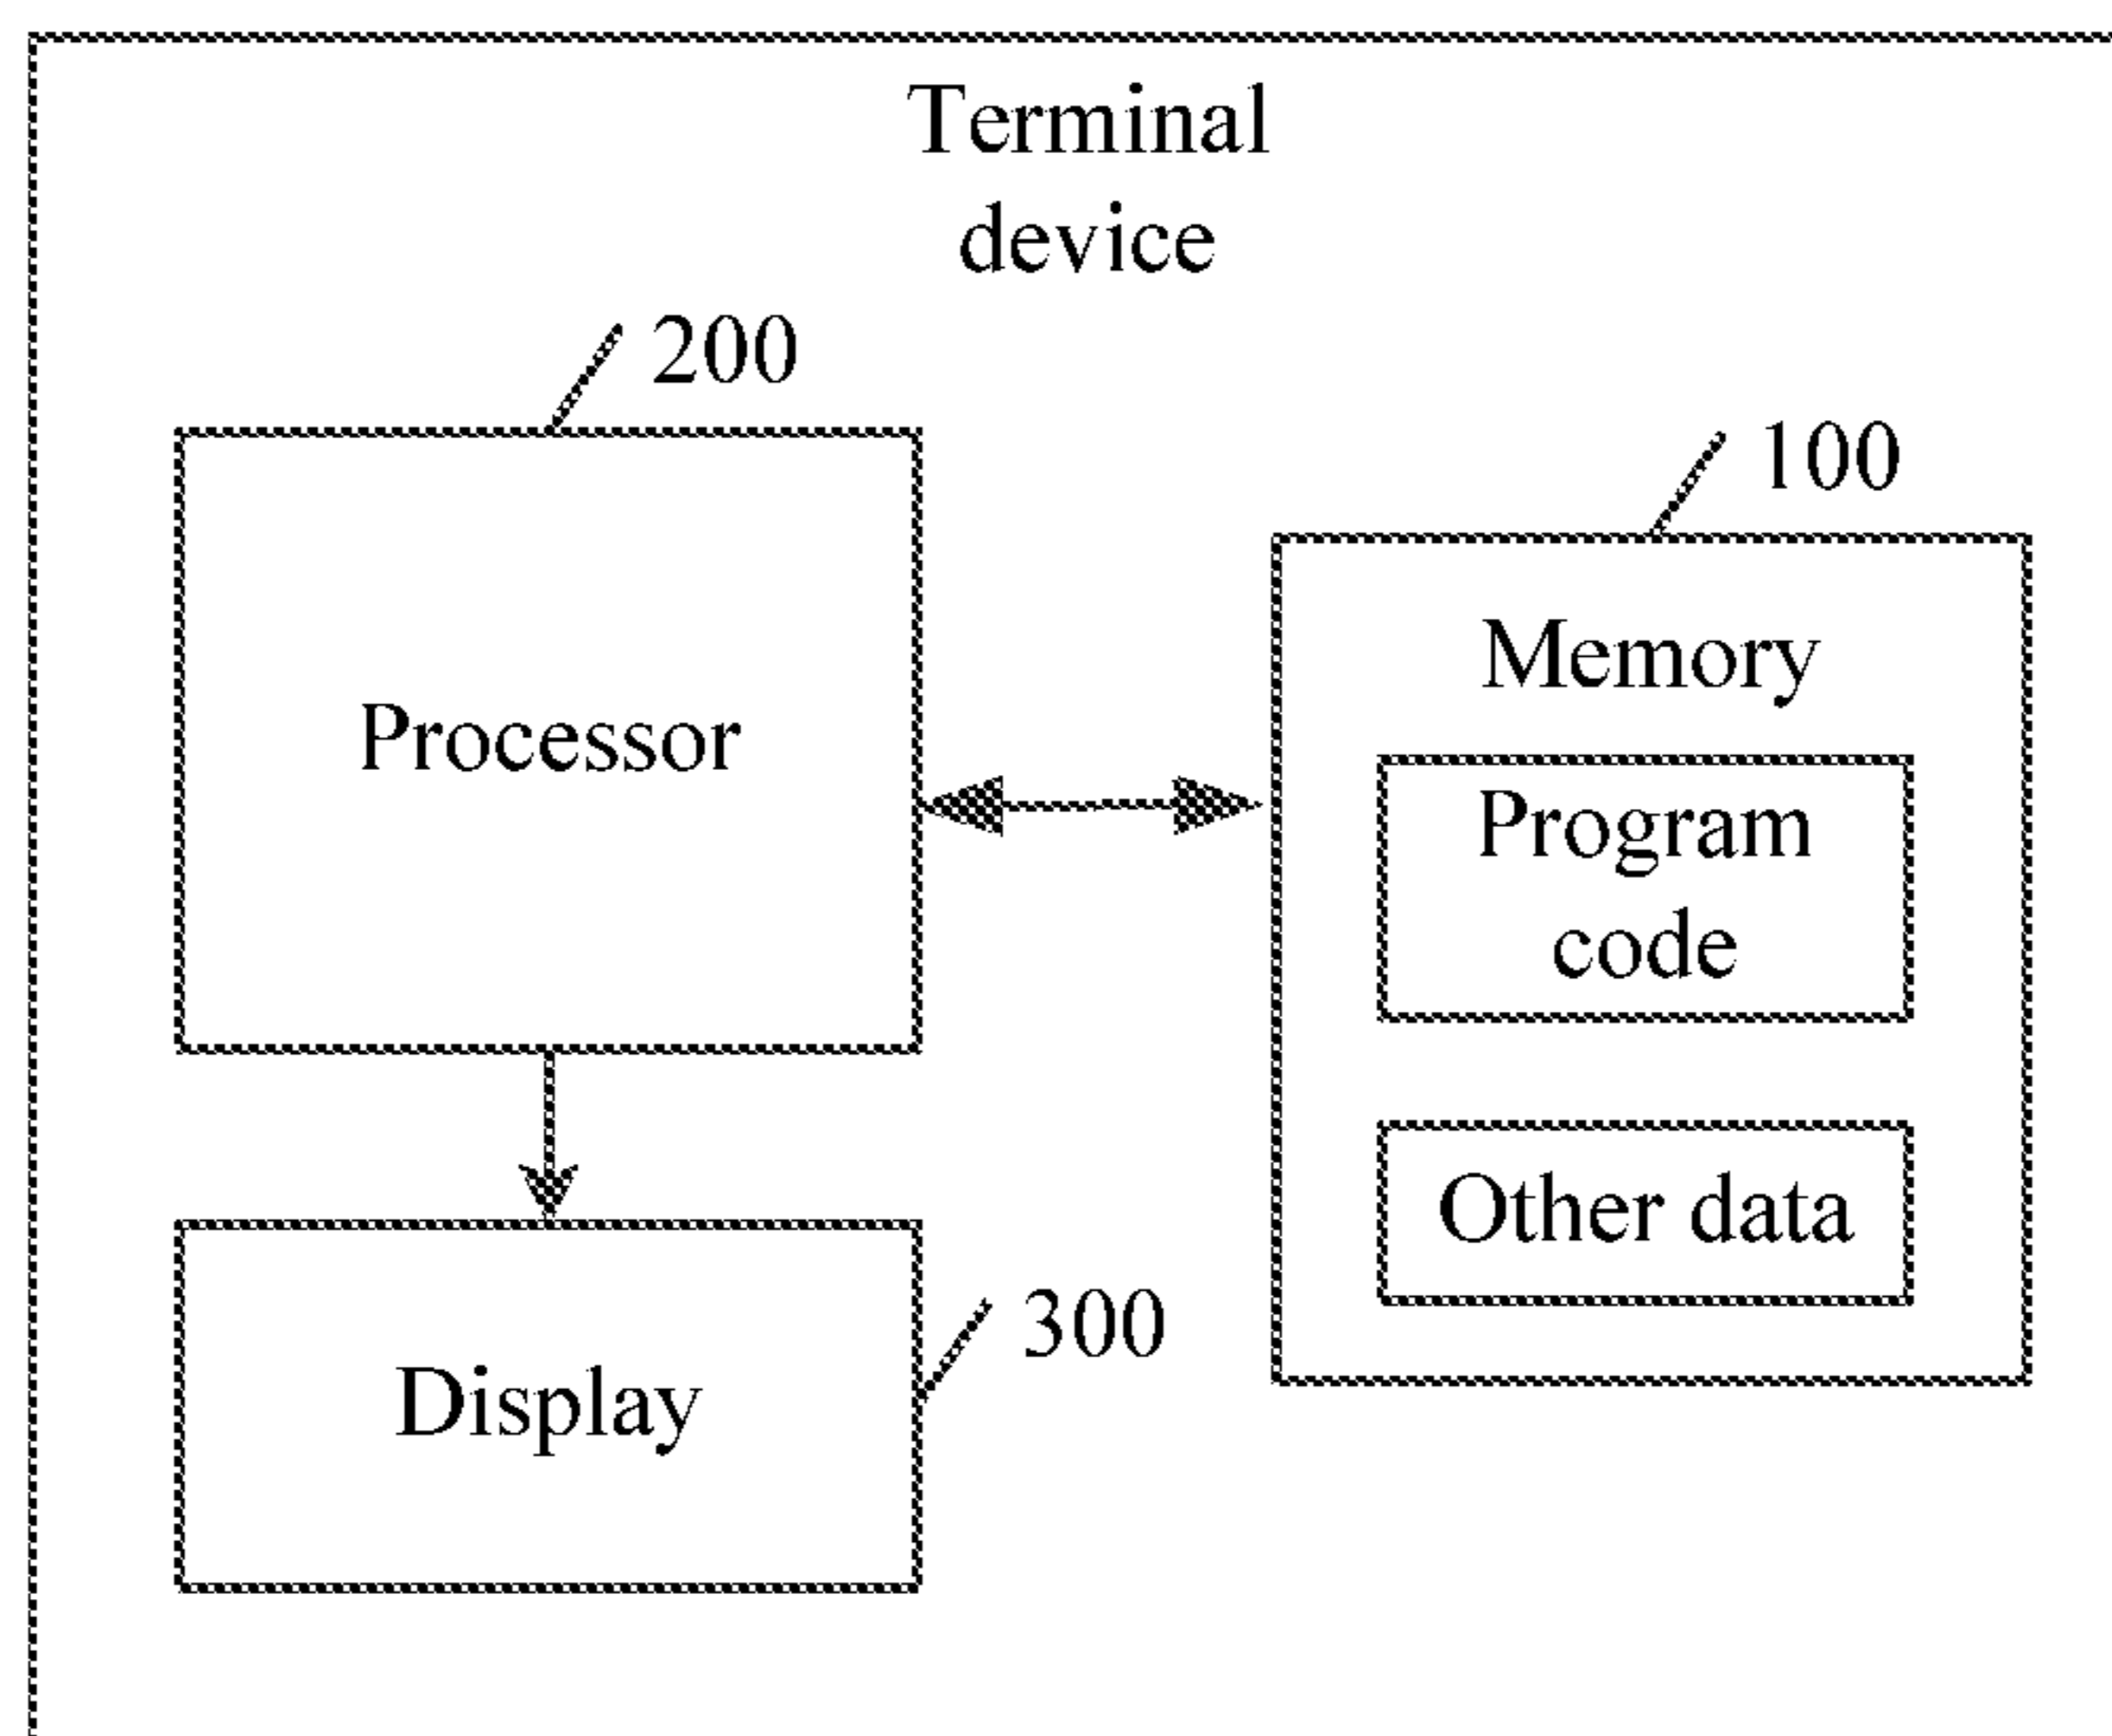 Terminal
device
200
100
Processor
Memory
Program
code
Other data
300
Display